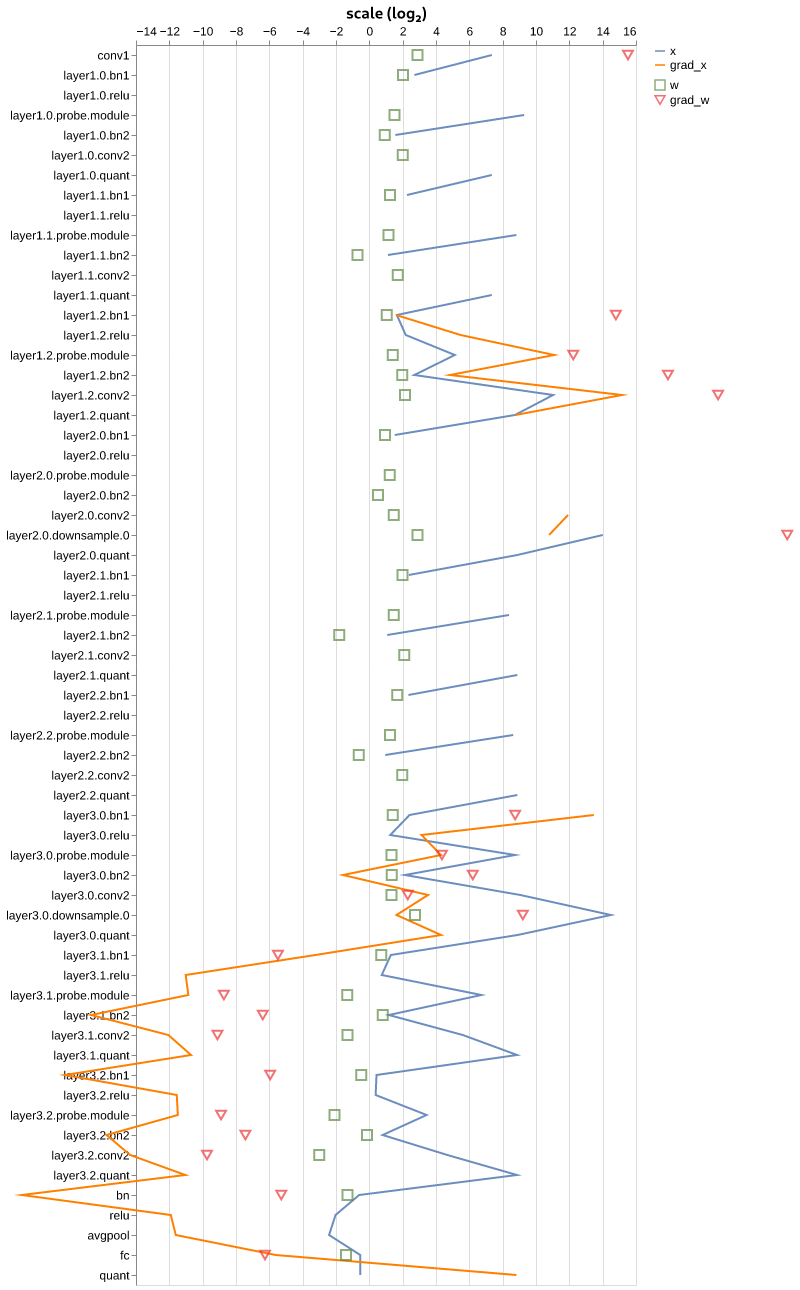 scale (log₂)
−14 −12 −10 −8 −6 −4 −2 0 2 4 6 8 10 12 14 16
x
grad_x
w
grad_w
conv1
layer1.0.bn1
layer1.0.relu
layer1.0.probe.module
layer1.0.bn2
layer1.0.conv2
layer1.0.quant
layer1.1.bn1
layer1.1.relu
layer1.1.probe.module
layer1.1.bn2
layer1.1.conv2
layer1.1.quant
layer1.2.bn1
layer1.2.relu
layer1.2.probe.module
layer1.2.bn2
layer1.2.conv2
layer1.2.quant
layer2.0.bn1
layer2.0.relu
layer2.0.probe.module
layer2.0.bn2
layer2.0.conv2
layer2.0.downsample.0
layer2.0.quant
layer2.1.bn1
layer2.1.relu
layer2.1.probe.module
layer2.1.bn2
layer2.1.conv2
layer2.1.quant
layer2.2.bn1
layer2.2.relu
layer2.2.probe.module
layer2.2.bn2
layer2.2.conv2
layer2.2.quant
layer3.0.bn1
layer3.0.relu
layer3.0.probe.module
layer3.0.bn2
layer3.0.conv2
layer3.0.downsample.0
layer3.0.quant
layer3.1.bn1
layer3.1.relu
layer3.1.probe.module
layer3.1.bn2
layer3.1.conv2
layer3.1.quant
layer3.2.bn1
layer3.2.relu
layer3.2.probe.module
layer3.2.bn2
layer3.2.conv2
layer3.2.quant
bn
relu
avgpool
fc
quant